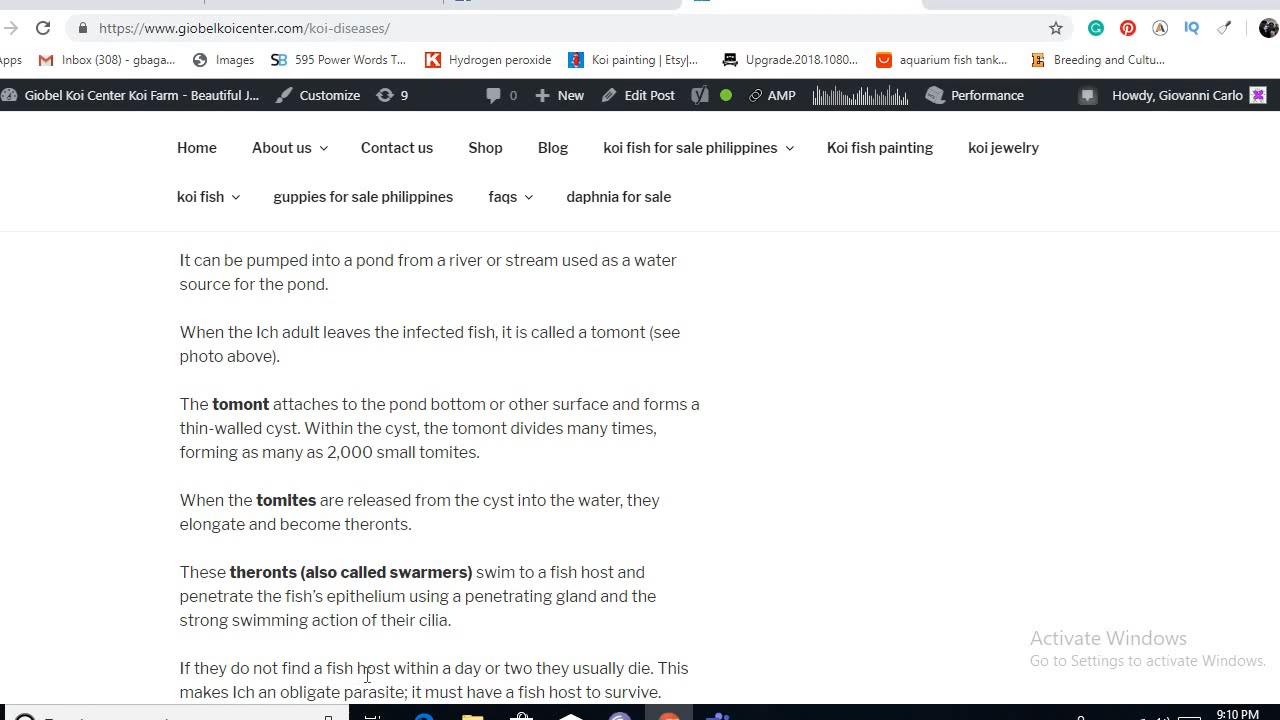 https://www.giobelkoicenter.com/koi-diseases/
Apps Inbox (308) - gbaga... Images 595 Power Words T... Hydrogen peroxide Koi painting | Etsy|... Upgrade.2018.1080... aquarium fish tank... Breeding and Cultu...
Giobel Koi Center Koi Farm - Beautiful J... Customize 9 0 New Edit Post AMP Performance Howdy, Giovanni Carlo
Home About us Contact us Shop Blog koi fish for sale philippines Koi fish painting koi jewelry
koi fish guppies for sale philippines faqs daphnia for sale
It can be pumped into a pond from a river or stream used as a water
source for the pond.
When the Ich adult leaves the infected fish, it is called a tomont (see
photo above).
The tomont attaches to the pond bottom or other surface and forms a
thin-walled cyst. Within the cyst, the tomont divides many times,
forming as many as 2,000 small tomites.
When the tomites are released from the cyst into the water, they
elongate and become theronts.
These theronts (also called swarmers) swim to a fish host and
penetrate the fish's epithelium using a penetrating gland and the
strong swimming action of their cilia.
If they do not find a fish host within a day or two they usually die. This
makes Ich an obligate parasite; it must have a fish host to survive.
Activate Windows
Go to Settings to activate Windows.
9:10 PM